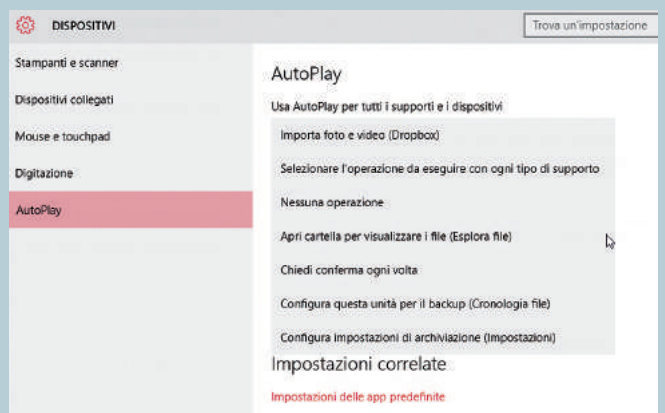 DISPOSITIVI
Trova un'impostazione
Stampanti e scanner
Dispositivi collegati
Mouse e touchpad
Digitazione
AutoPlay
AutoPlay
Usa AutoPlay per tutti i supporti e i dispositivi
Importa foto e video (Dropbox)
Selezionare l'operazione da eseguire con ogni tipo di supporto
Nessuna operazione
Apri cartella per visualizzare i file (Esplora file)
Chiedi conferma ogni volta
Configura questa unità per il backup (Cronologia file)
Configura impostazioni di archiviazione (Impostazioni)
Impostazioni correlate
Impostazioni delle app predefinite